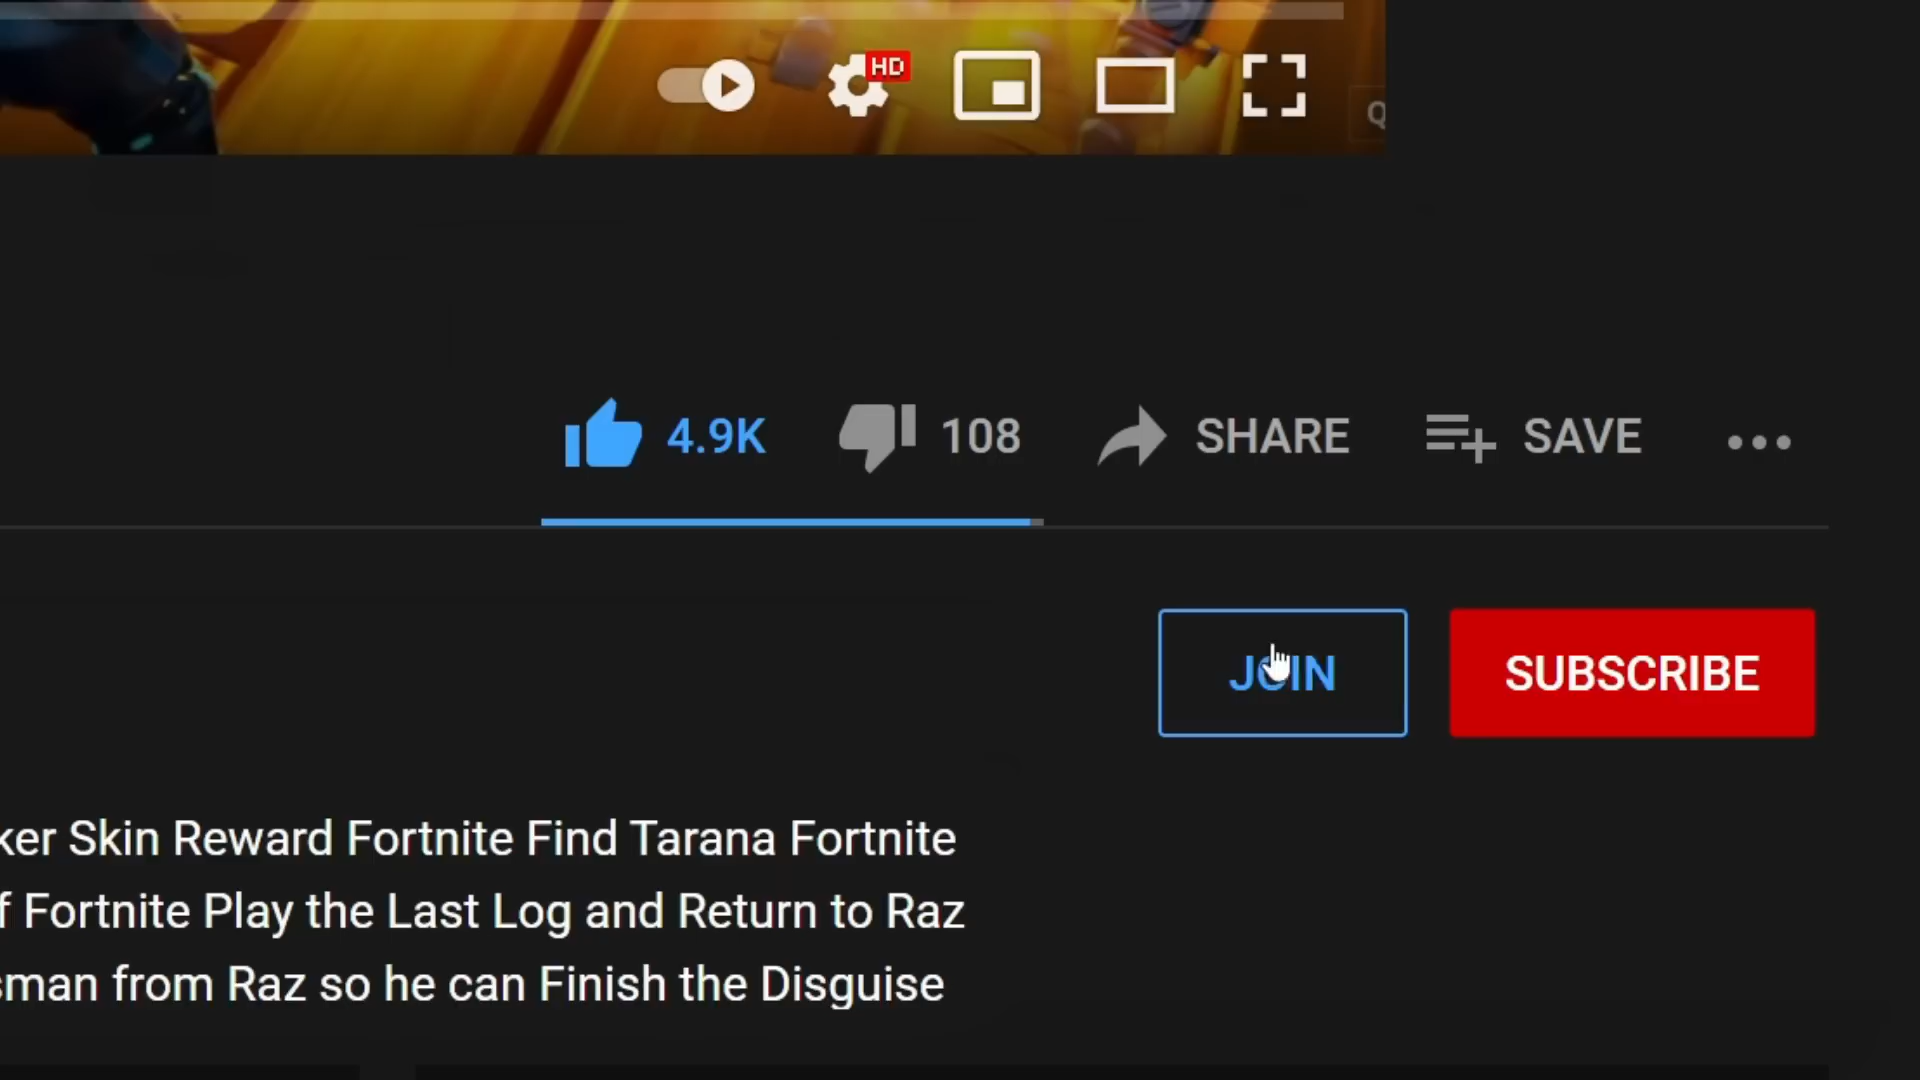 HD
Q
4.9K 108 SHARE SAVE
JOIN SUBSCRIBE
ker Skin Reward Fortnite Find Tarana Fortnite
f Fortnite Play the Last Log and Return to Raz
sman from Raz so he can Finish the Disguise